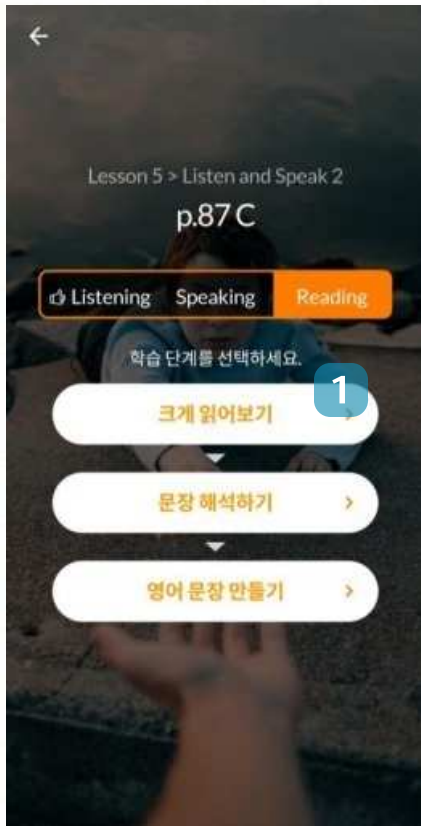 Lesson 5 > Listen and Speak 2
p.87 C
Listening Speaking Reading
학습 단계를 선택하세요.
1
크게 읽어보기
문장 해석하기 >
영어 문장 만들기 >